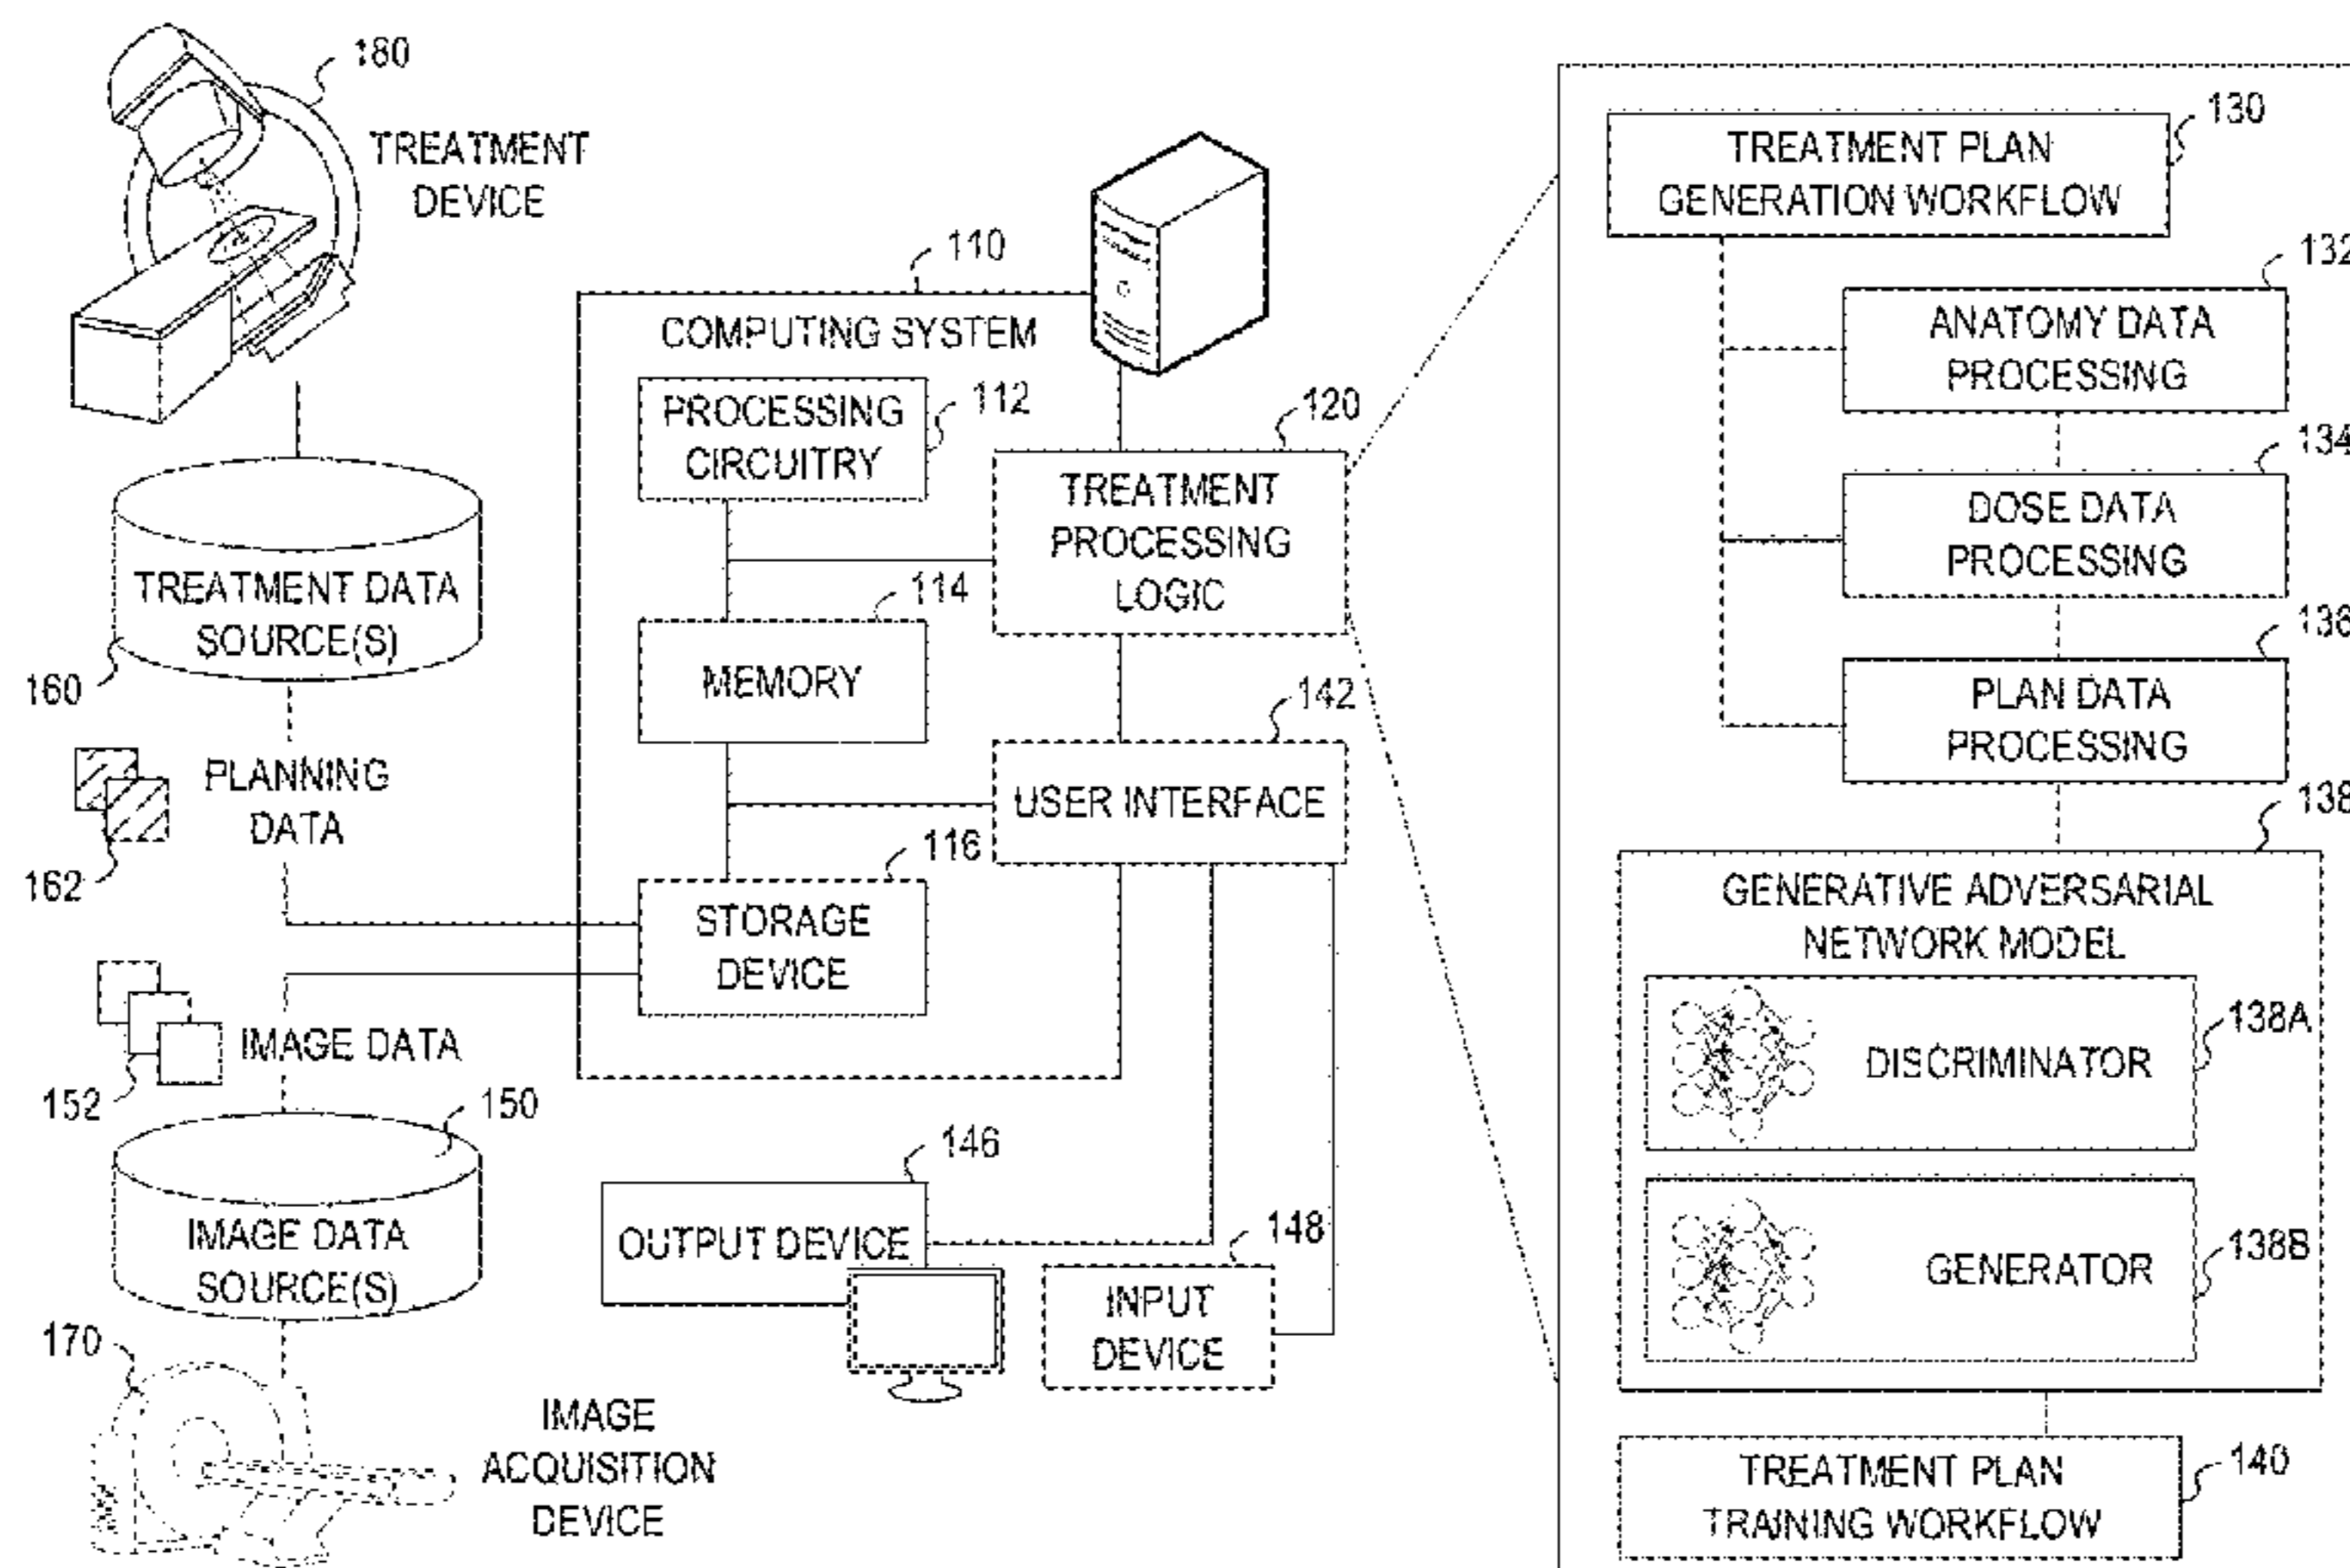 180
TREATMENT
DEVICE
TREATMENT DATA
SOURCE(S)
160
PLANNING
DATA
162
IMAGE DATA
152
150
IMAGE DATA
SOURCE(S)
170
IMAGE
ACQUISITION
DEVICE
110
COMPUTING SYSTEM
PROCESSING
CIRCUITRY
112
120
TREATMENT
PROCESSING
LOGIC
114
MEMORY
142
USER INTERFACE
116
STORAGE
DEVICE
146
OUTPUT DEVICE
148
INPUT
DEVICE
130
TREATMENT PLAN
GENERATION WORKFLOW
132
ANATOMY DATA
PROCESSING
134
DOSE DATA
PROCESSING
136
PLAN DATA
PROCESSING
138
GENERATIVE ADVERSARIAL
NETWORK MODEL
138A
DISCRIMINATOR
138B
GENERATOR
TREATMENT PLAN
TRAINING WORKFLOW
140